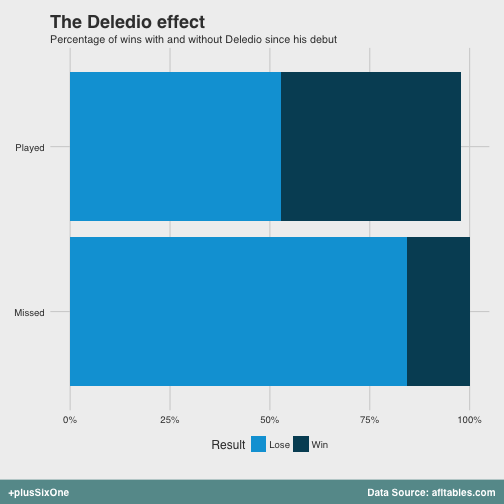 The Deledio effect
Percentage of wins with and without Deledio since his debut
Played
Missed
0% 25% 50% 75% 100%
Result Lose Win
+plusSixOne Data Source: afltables.com